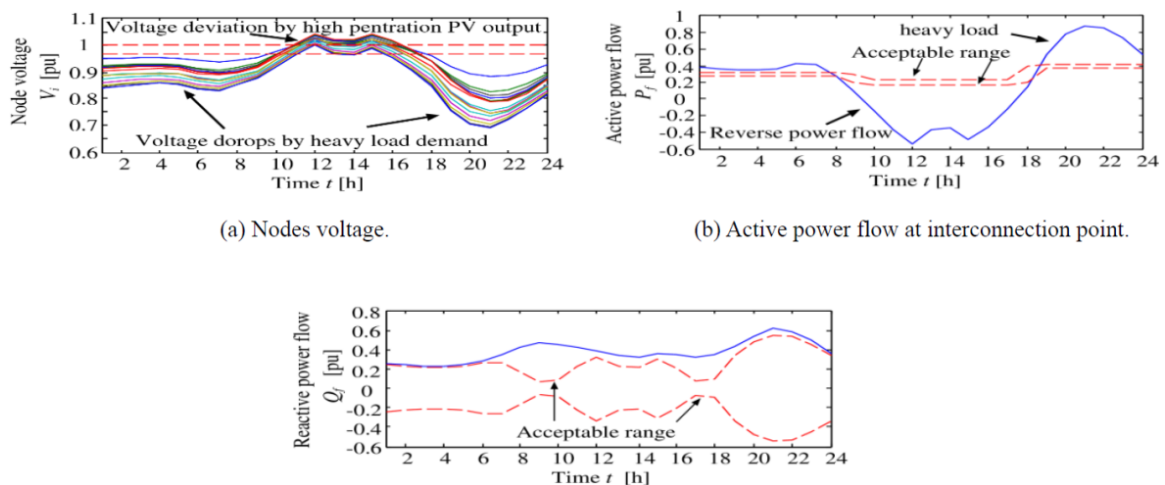 Voltage deviation by high pentration PV output
Voltage dorops by heavy load demand
Node voltage
V_i [pu]
1.1
1
0.9
0.8
0.7
0.6
2 4 6 8 10 12 14 16 18 20 22 24
Time t [h]
(a) Nodes voltage.
heavy load
Acceptable range
Reverse power flow
Active power flow
P_f [pu]
1
0.8
0.6
0.4
0.2
0
-0.2
-0.4
-0.6
2 4 6 8 10 12 14 16 18 20 22 24
Time t [h]
(b) Active power flow at interconnection point.
Acceptable range
Reactive power flow
Q_f [pu]
0.8
0.6
0.4
0.2
0
-0.2
-0.4
-0.6
2 4 6 8 10 12 14 16 18 20 22 24
Time t [h]